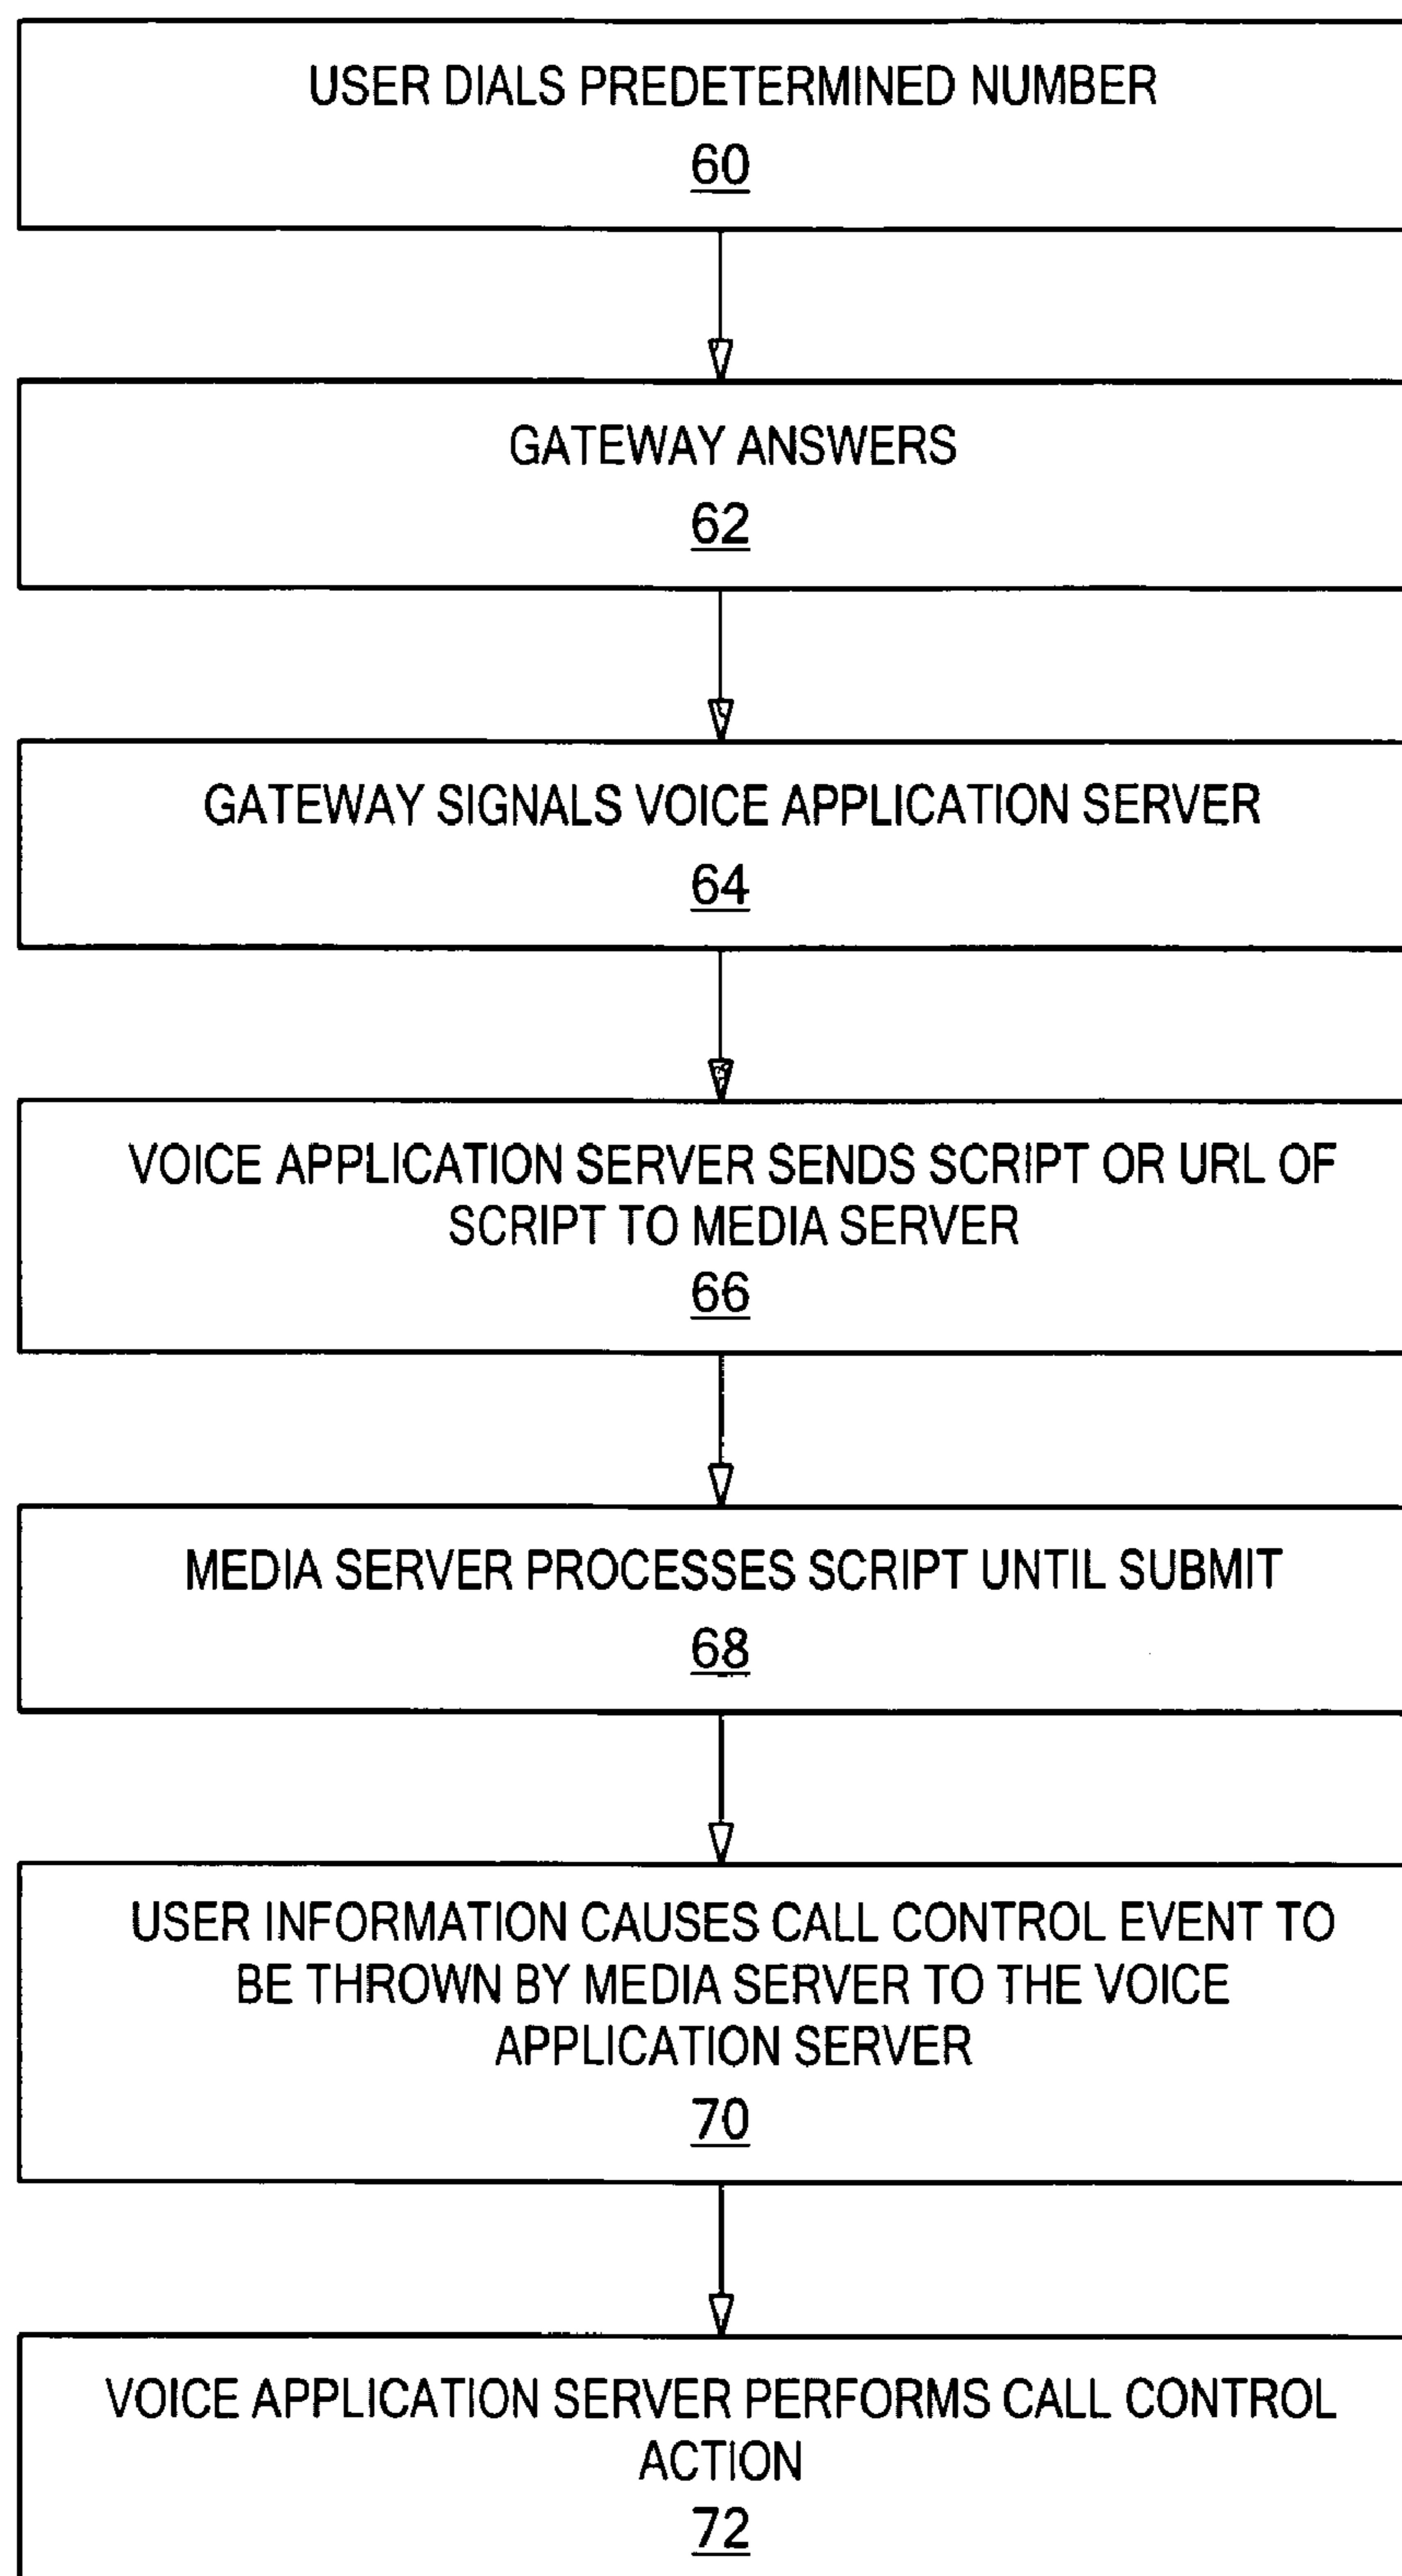 USER DIALS PREDETERMINED NUMBER
60
GATEWAY ANSWERS
62
GATEWAY SIGNALS VOICE APPLICATION SERVER
64
VOICE APPLICATION SERVER SENDS SCRIPT OR URL OF
SCRIPT TO MEDIA SERVER
66
MEDIA SERVER PROCESSES SCRIPT UNTIL SUBMIT
68
USER INFORMATION CAUSES CALL CONTROL EVENT TO
BE THROWN BY MEDIA SERVER TO THE VOICE
APPLICATION SERVER
70
VOICE APPLICATION SERVER PERFORMS CALL CONTROL
ACTION
72